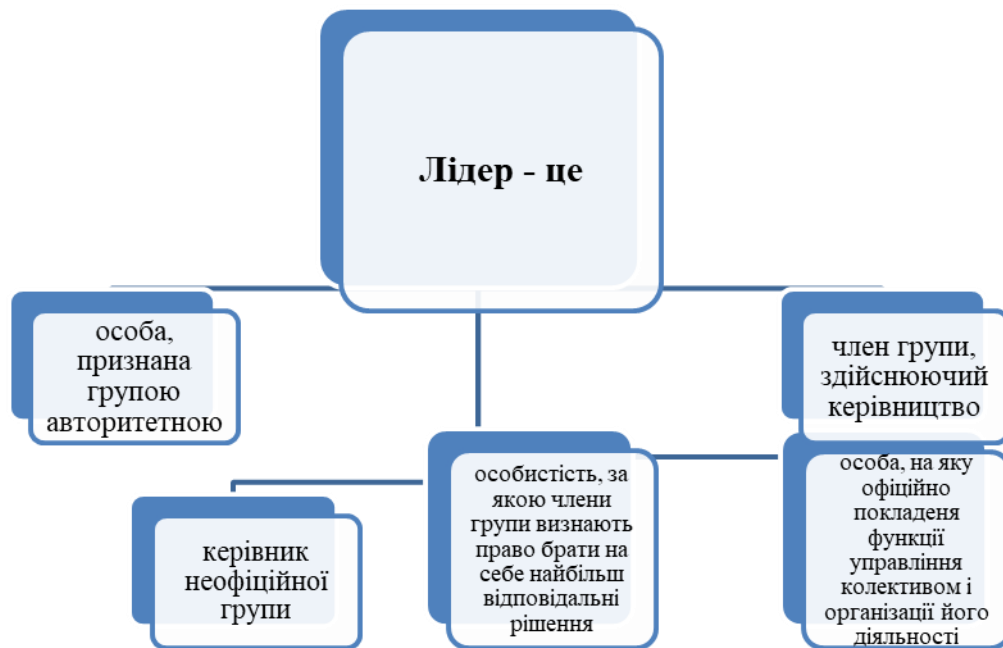 Лідер - це
особа,
признана
групою
авторитетною
член групи,
здійснюючий
керівництво
керівник
неофіційної
групи
особистість, за
якою члени
групи визнають
право брати на
себе найбільш
відповідальні
рішення
особа, на яку
офіційно
покладеня
функції
управління
колективом і
організації його
діяльності